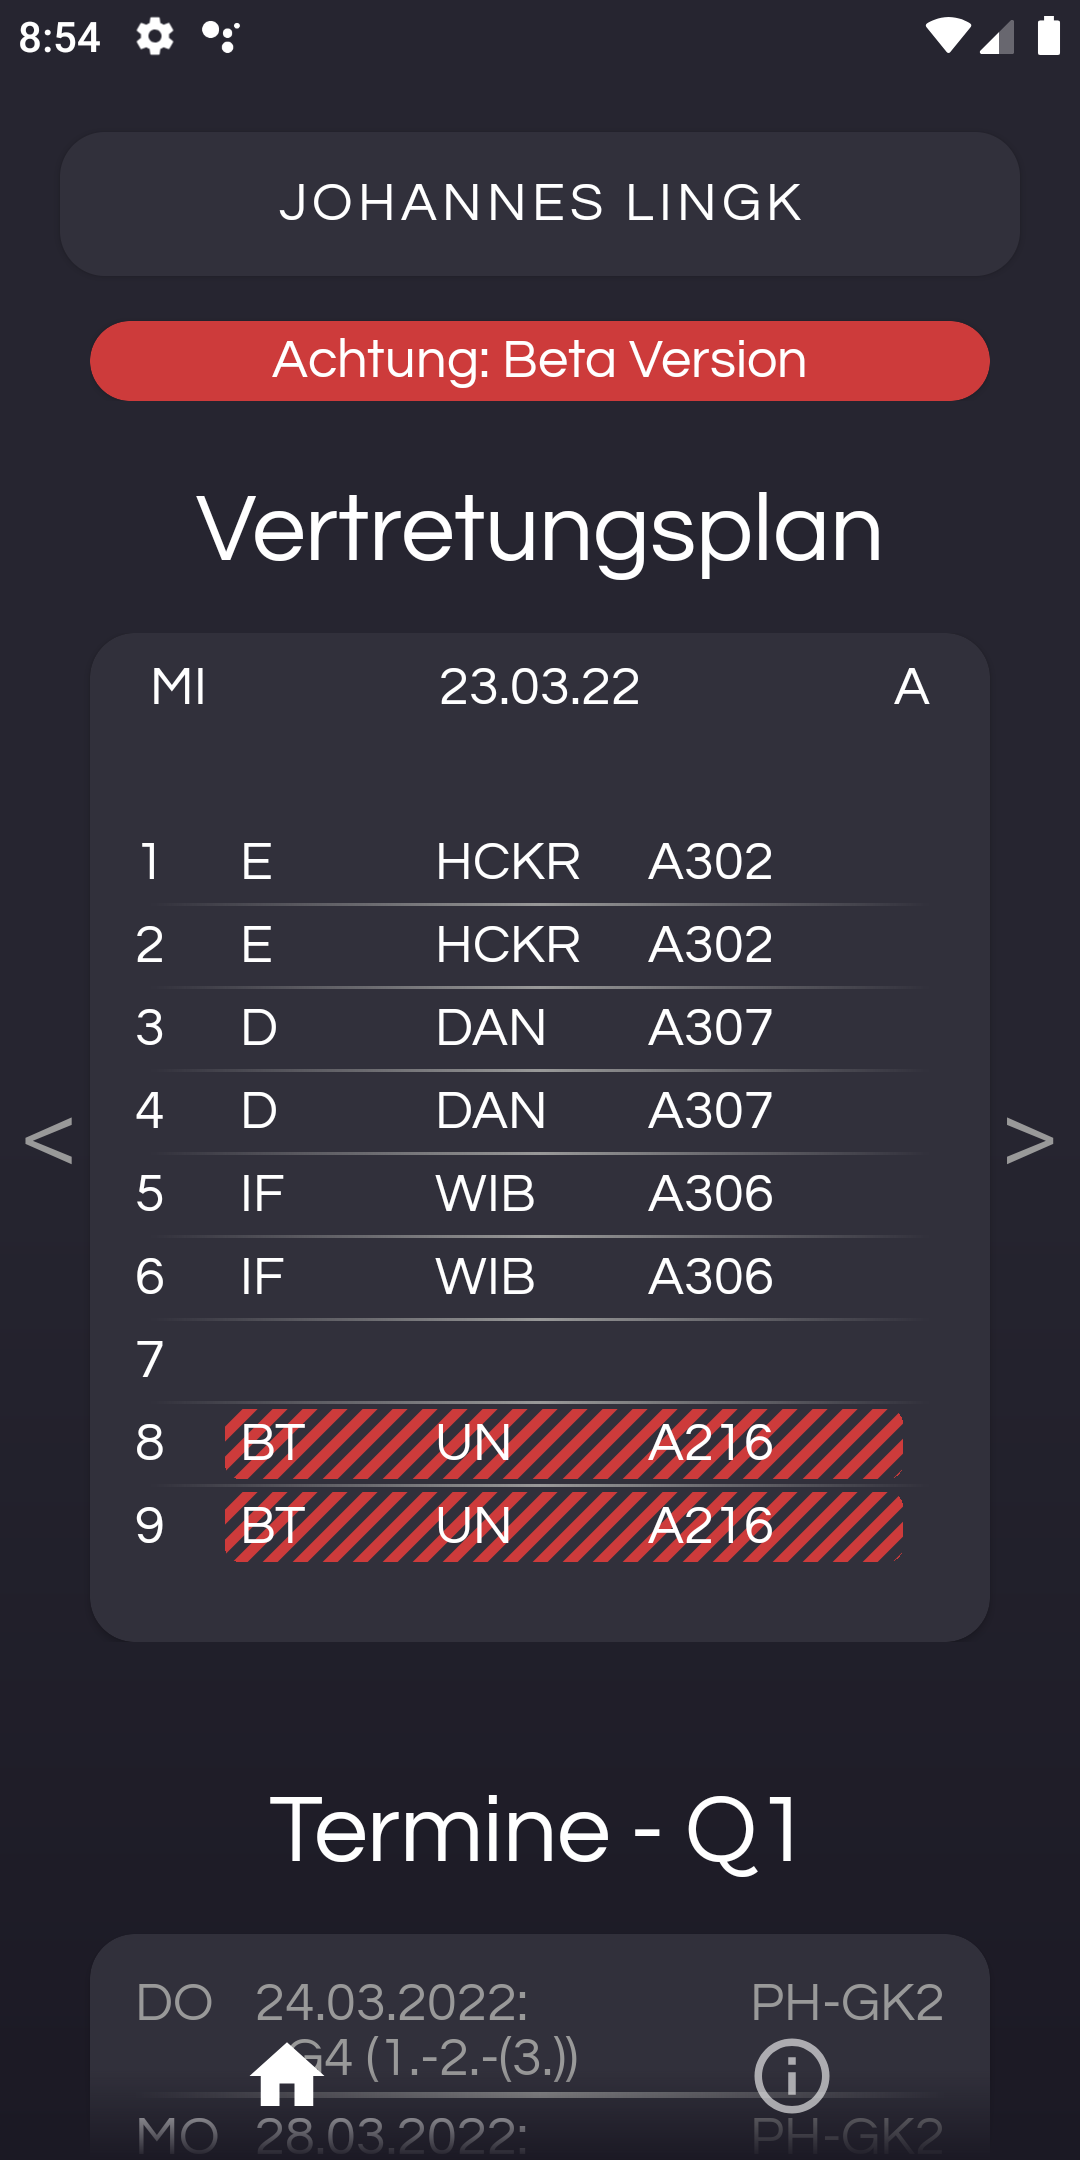 8:54
JOHANNES LINGK
Achtung: Beta Version
Vertretungsplan
MI 23.03.22 A
1 E HCKR A302
2 E HCKR A302
3 D DAN A307
4 D DAN A307
<
>
5 IF WIB A306
6 IF WIB A306
7
8 BT UN A216
9 BT UN A216
Termine - Q1
DO 24.03.2022: PH-GK2
G4 (1.-2.-(3.))
MO 28.03.2022: PH-GK2